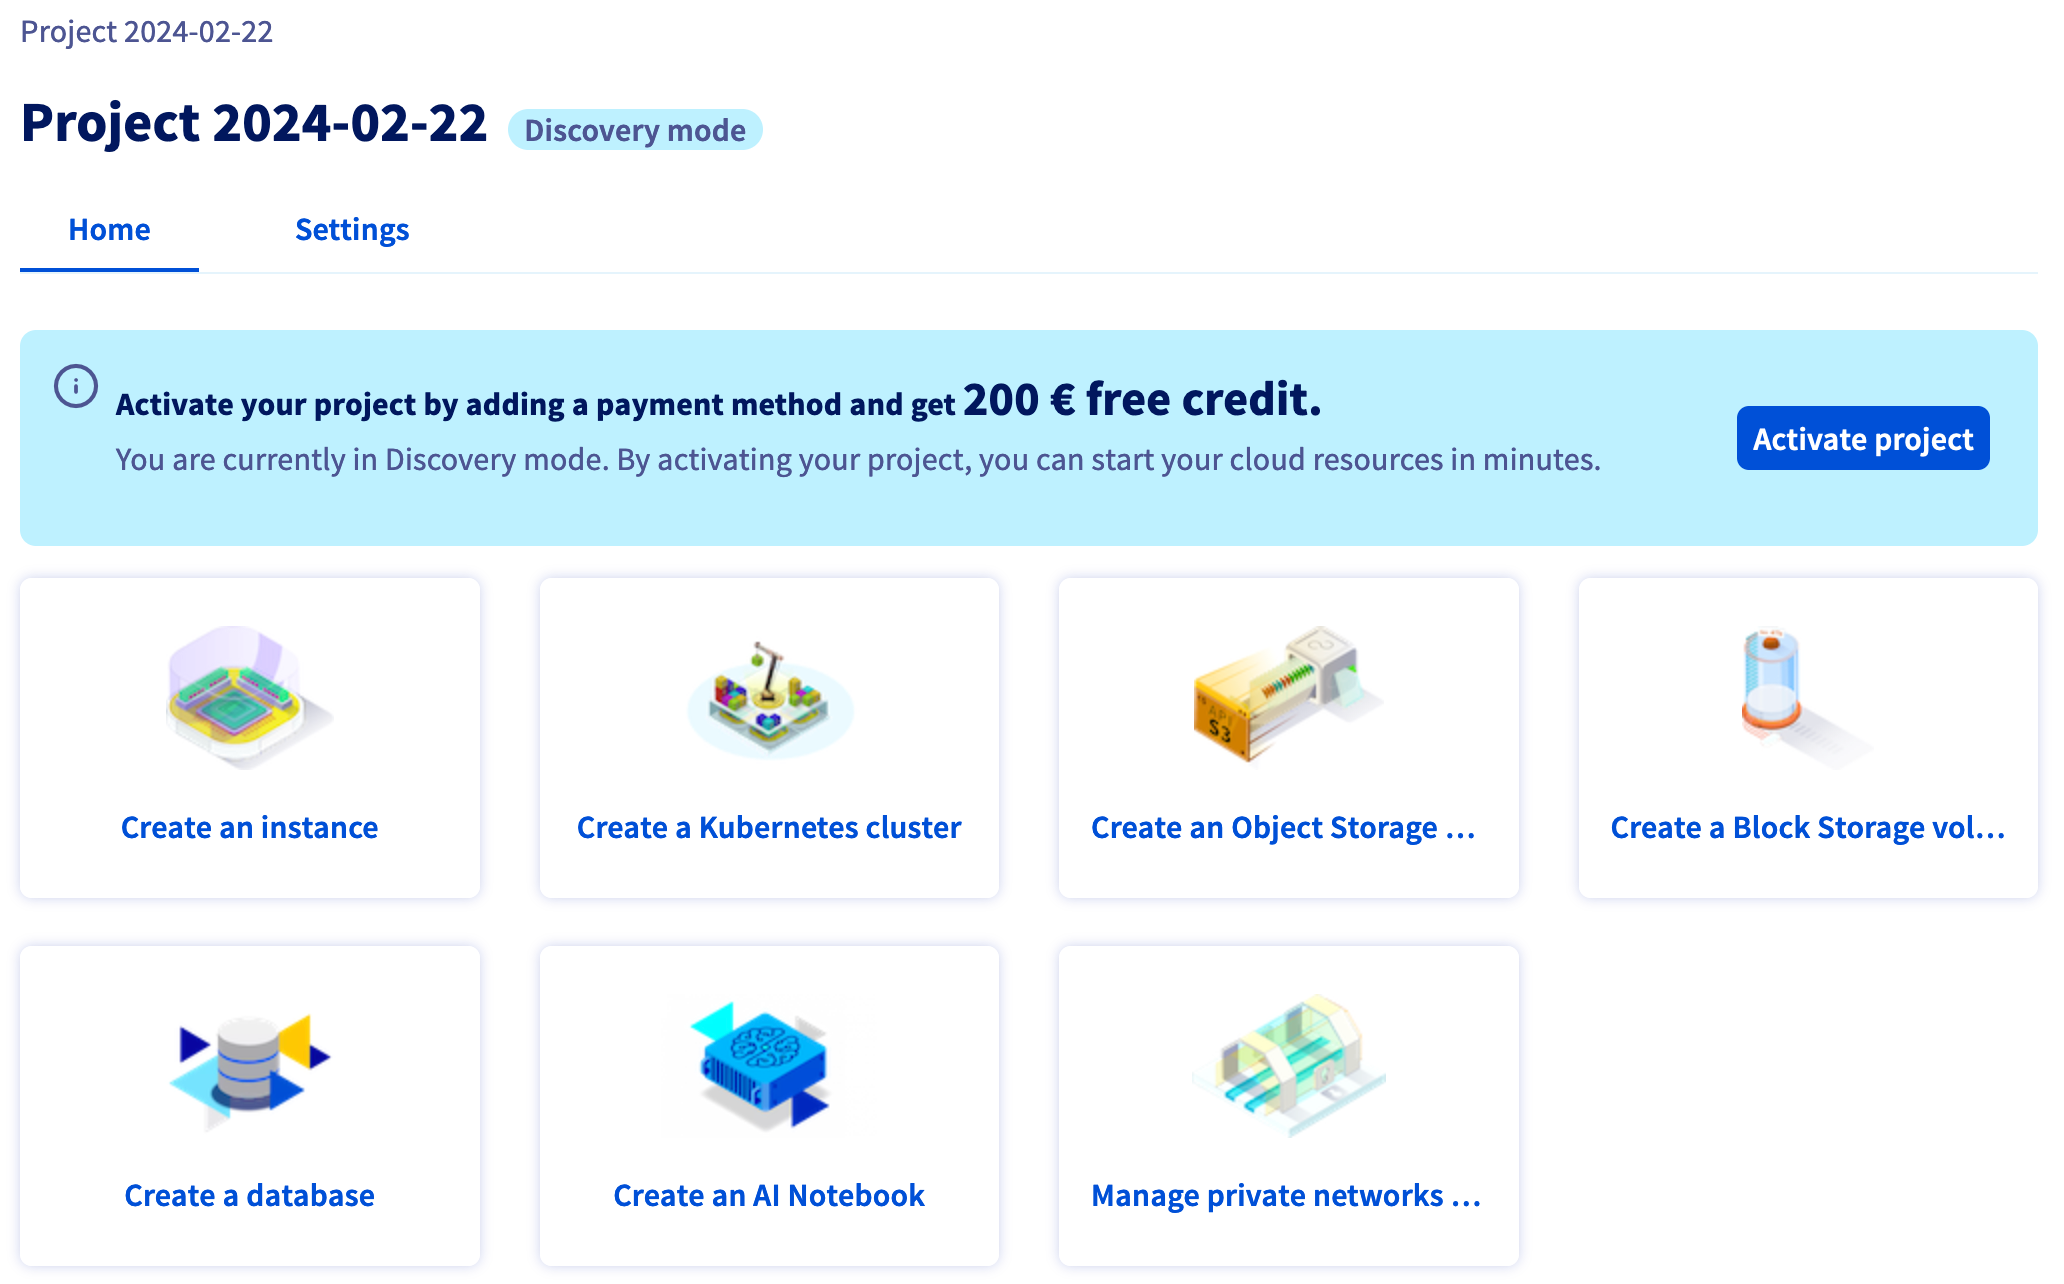 Project 2024-02-22
Project 2024-02-22 Discovery mode
Home Settings
Activate your project by adding a payment method and get 200 € free credit.
You are currently in Discovery mode. By activating your project, you can start your cloud resources in minutes.
Activate project
API
S3
Create an instance
Create a Kubernetes cluster
Create an Object Storage ...
Create a Block Storage vol...
Create a database
Create an AI Notebook
Manage private networks ...